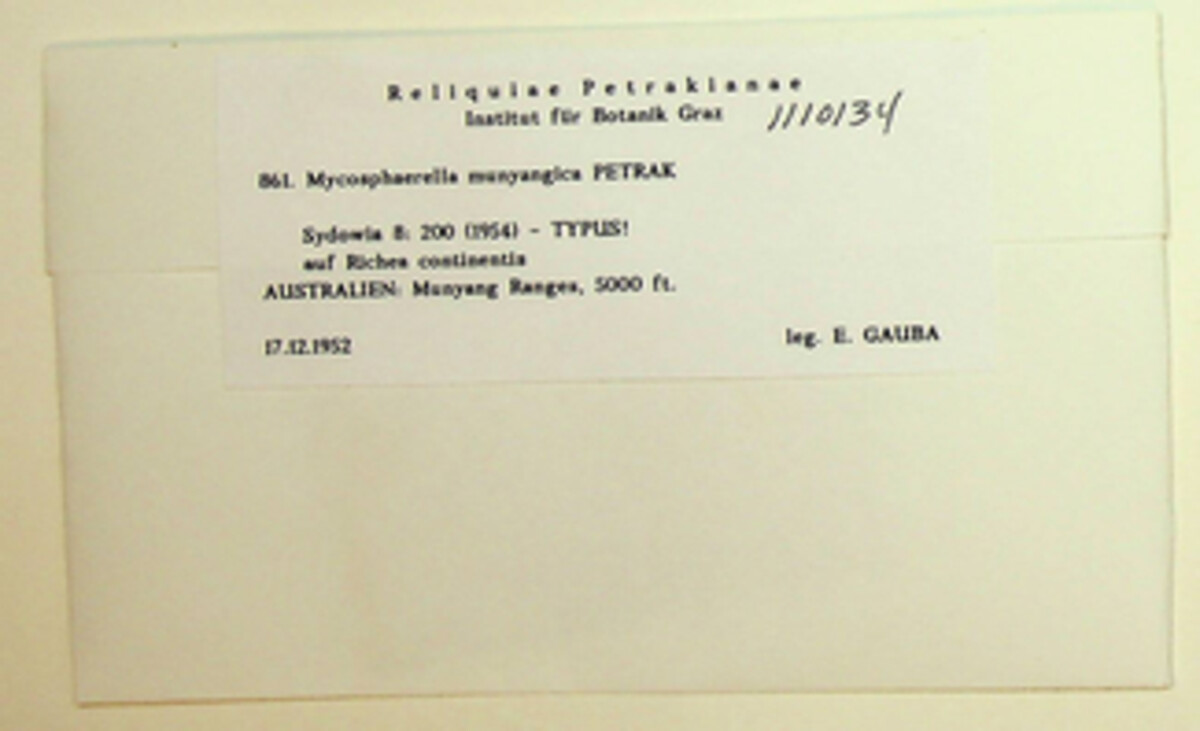 Reliquiae Petrakianae
Institut für Botanik Graz 1110134
861. Mycosphaerella munyangica PETRAK
Sydowia 8: 200 (1954) - TYPUS!
auf Richea continentis
AUSTRALIEN: Munyang Ranges, 5000 ft.
17.12.1952 leg. E. GAUBA